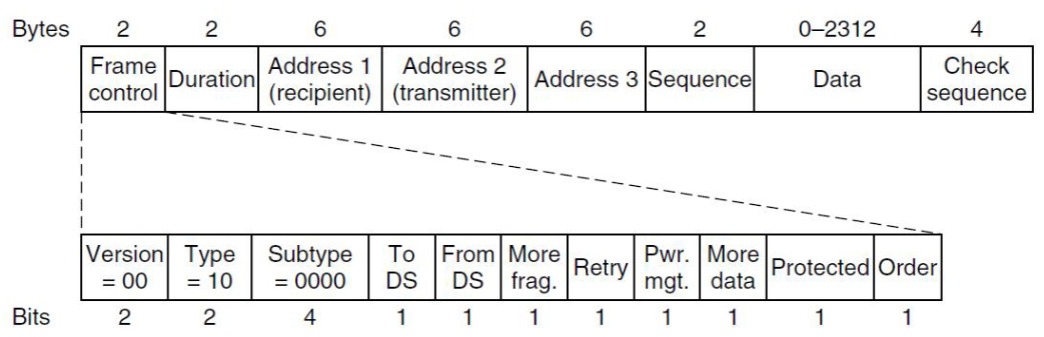 Bytes 2 2 6 6 6 2 0–2312 4
Frame control Duration Address 1 (recipient) Address 2 (transmitter) Address 3 Sequence Data Check sequence
Version = 00 Type = 10 Subtype = 0000 To DS From DS More frag. Retry Pwr. mgt. More data Protected Order
Bits 2 2 4 1 1 1 1 1 1 1 1